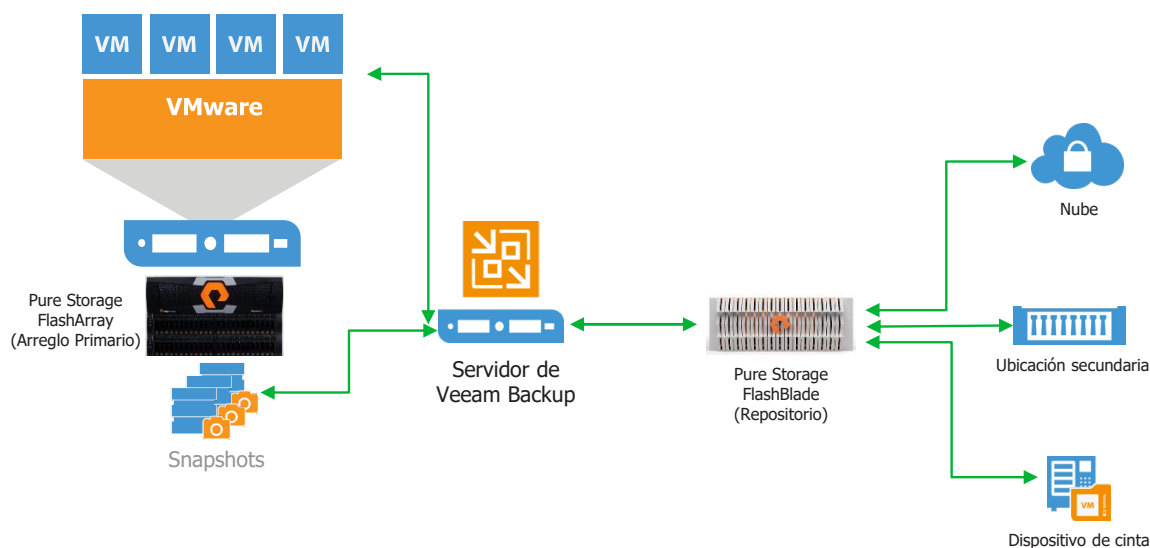 VM VM VM VM
VMware
Pure Storage
FlashArray
(Arreglo Primario)
Snapshots
Servidor de
Veeam Backup
Pure Storage
FlashBlade
(Repositorio)
Nube
Ubicación secundaria
VM
Dispositivo de cinta